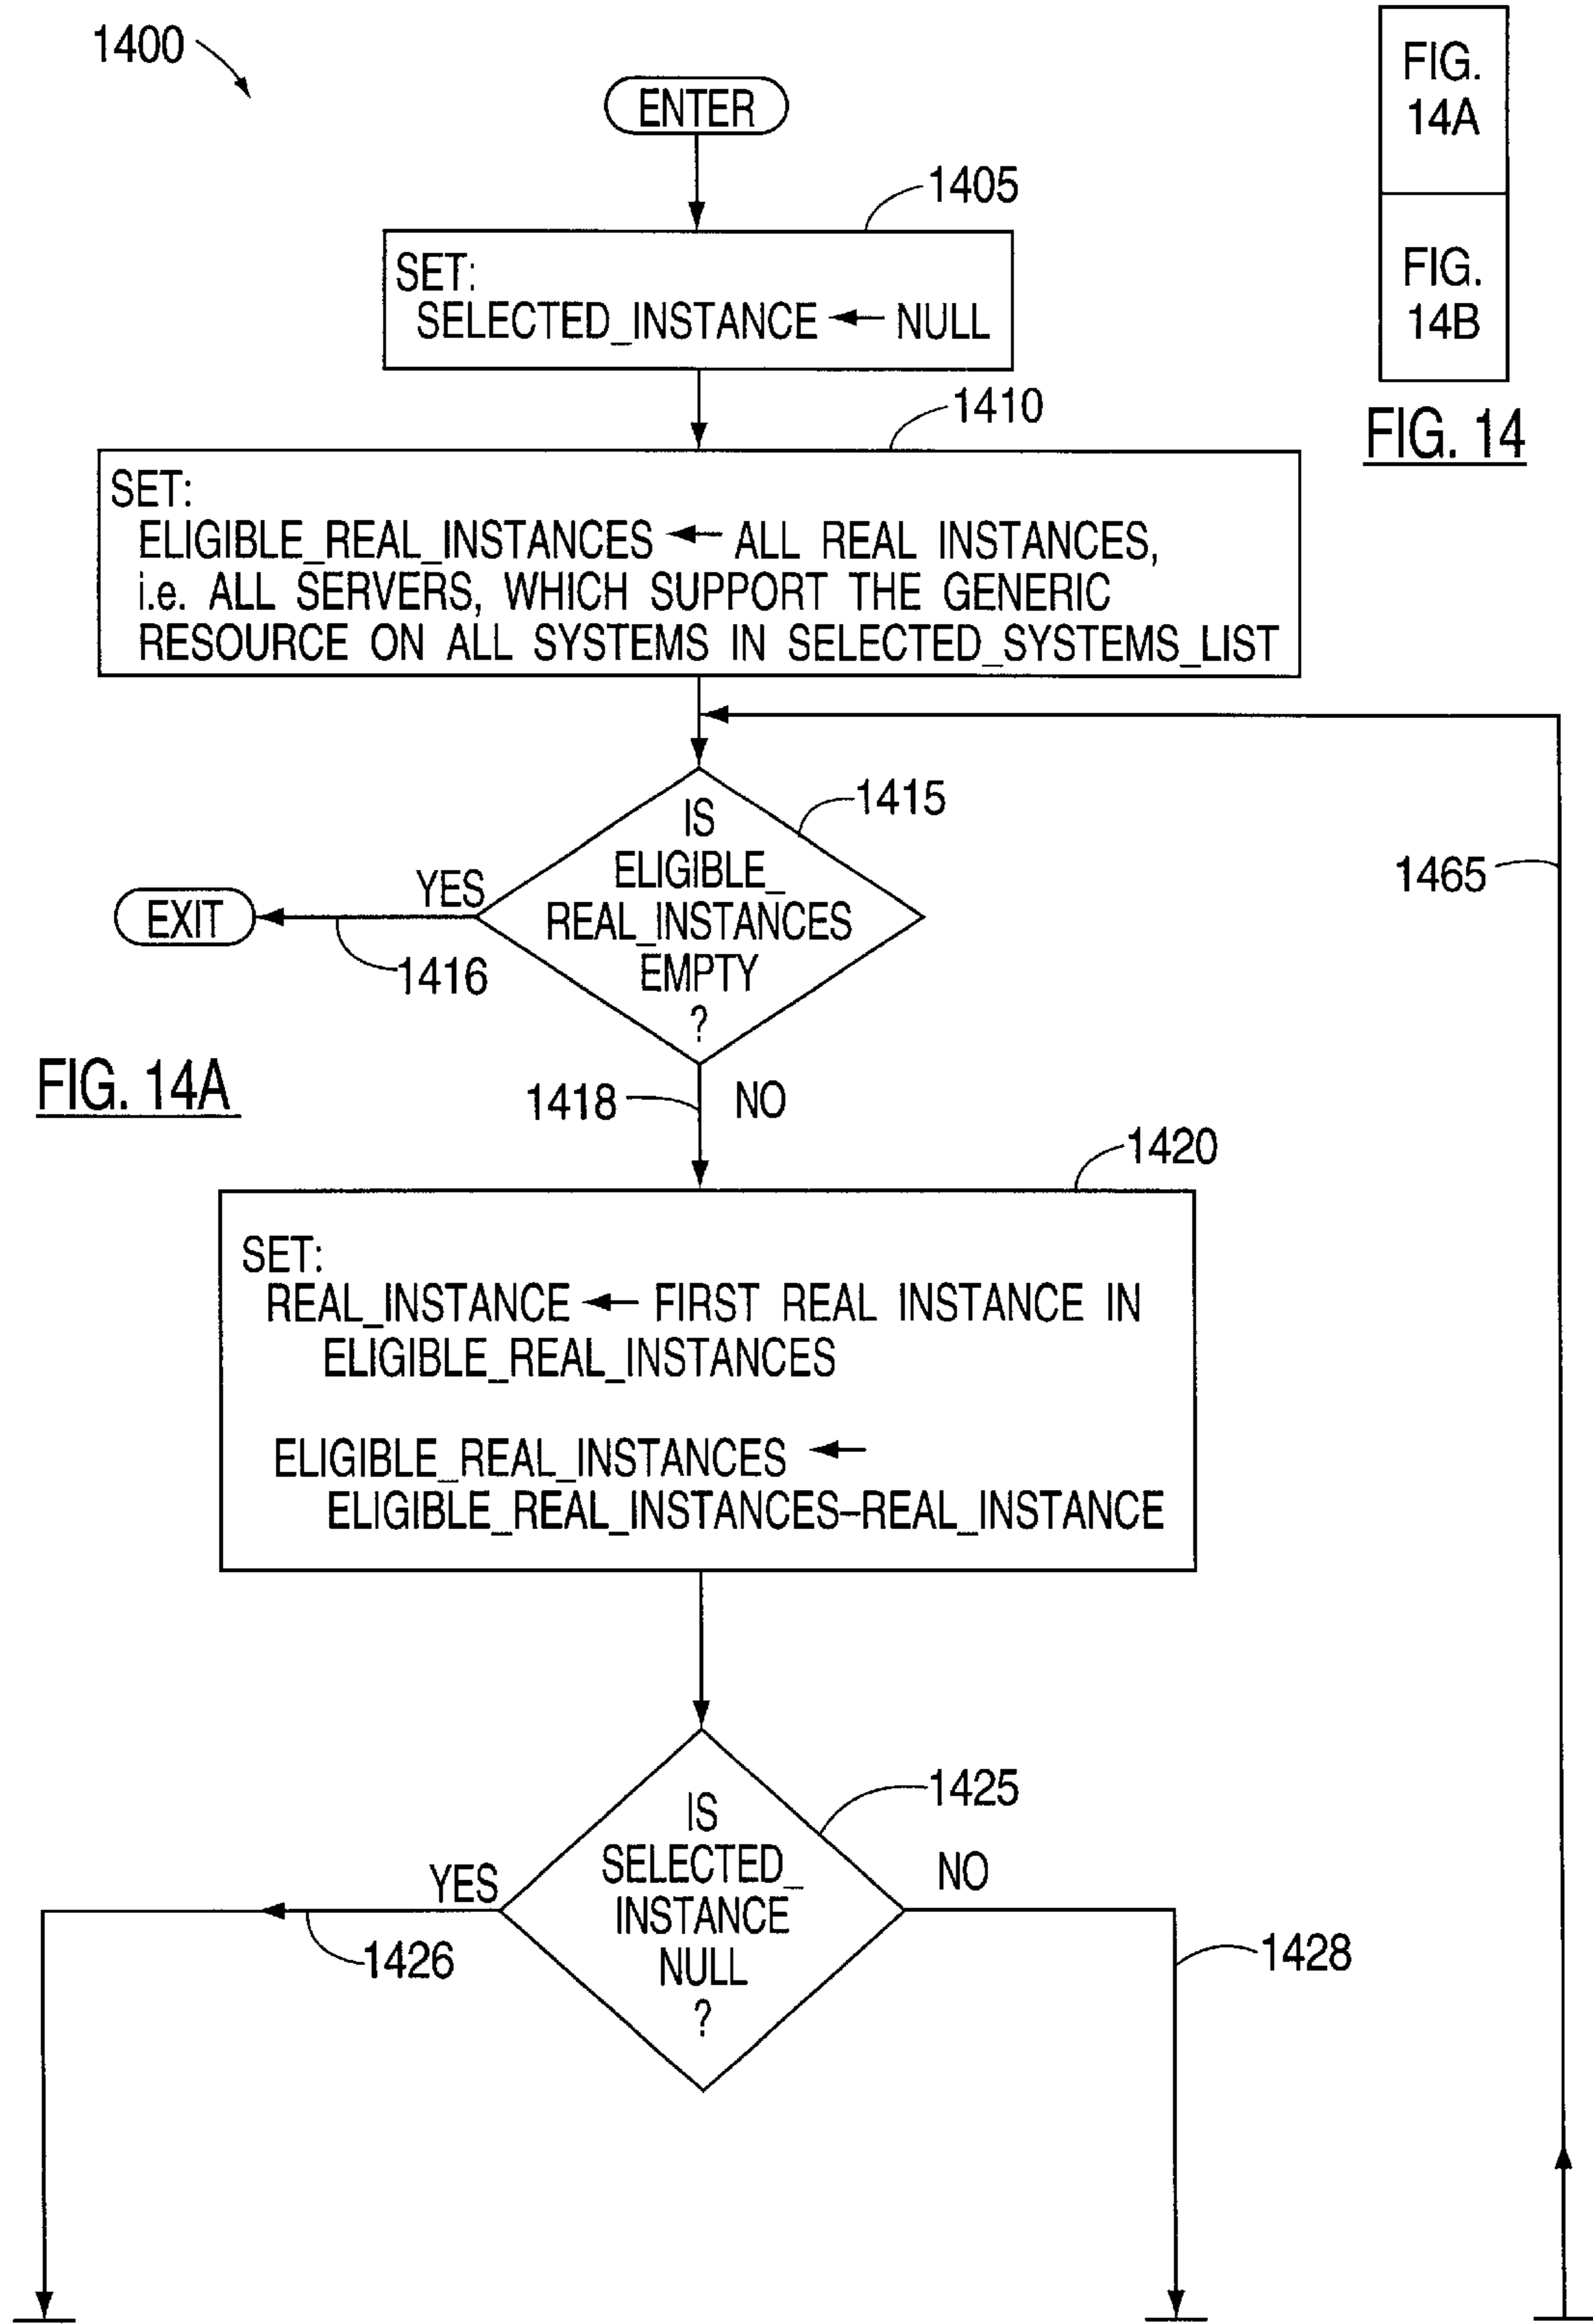 1400
FIG.
14A
ENTER
1405
SET:
SELECTED_INSTANCE ← NULL
FIG.
14B
1410
FIG. 14
SET:
ELIGIBLE_REAL_INSTANCES ← ALL REAL INSTANCES,
i.e. ALL SERVERS, WHICH SUPPORT THE GENERIC
RESOURCE ON ALL SYSTEMS IN SELECTED_SYSTEMS_LIST
1415
IS
ELIGIBLE_
REAL_INSTANCES
EMPTY
?
1465
YES
EXIT
1416
FIG. 14A
1418
NO
1420
SET:
REAL_INSTANCE ← FIRST REAL INSTANCE IN
ELIGIBLE_REAL_INSTANCES
ELIGIBLE_REAL_INSTANCES ←
ELIGIBLE_REAL_INSTANCES–REAL_INSTANCE
1425
IS
SELECTED_
INSTANCE
NULL
?
YES
NO
1426
1428